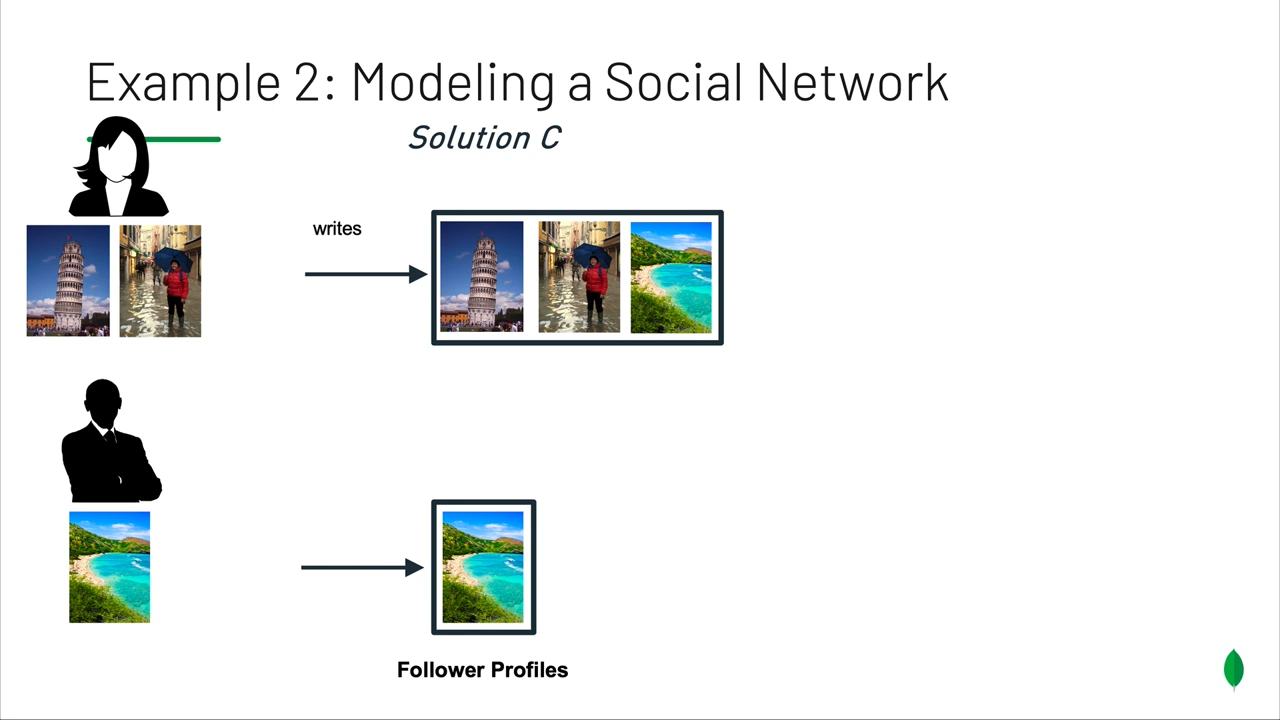 Example 2: Modeling a Social Network
Solution C
writes
Follower Profiles